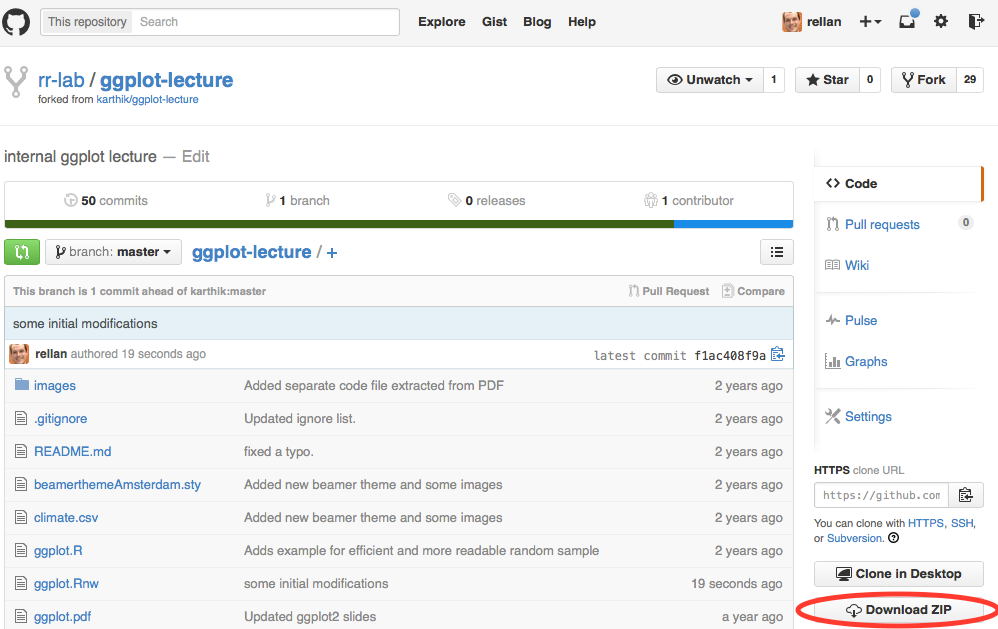 This repository Search Explore Gist Blog Help rellan
rr-lab / ggplot-lecture Unwatch 1 Star 0 Fork 29
forked from karthik/ggplot-lecture
internal ggplot lecture — Edit
50 commits 1 branch 0 releases 1 contributor
branch: master ggplot-lecture / +
This branch is 1 commit ahead of karthik:master Pull Request Compare
some initial modifications
rellan authored 19 seconds ago latest commit f1ac408f9a
images Added separate code file extracted from PDF 2 years ago
.gitignore Updated ignore list. 2 years ago
README.md fixed a typo. 2 years ago
beamerthemeAmsterdam.sty Added new beamer theme and some images 2 years ago
climate.csv Added new beamer theme and some images 2 years ago
ggplot.R Adds example for efficient and more readable random sample 2 years ago
ggplot.Rnw some initial modifications 19 seconds ago
ggplot.pdf Updated ggplot2 slides a year ago
<> Code
Pull requests 0
Wiki
Pulse
Graphs
Settings
HTTPS clone URL
https://github.com
You can clone with HTTPS, SSH,
or Subversion.
Clone in Desktop
Download ZIP